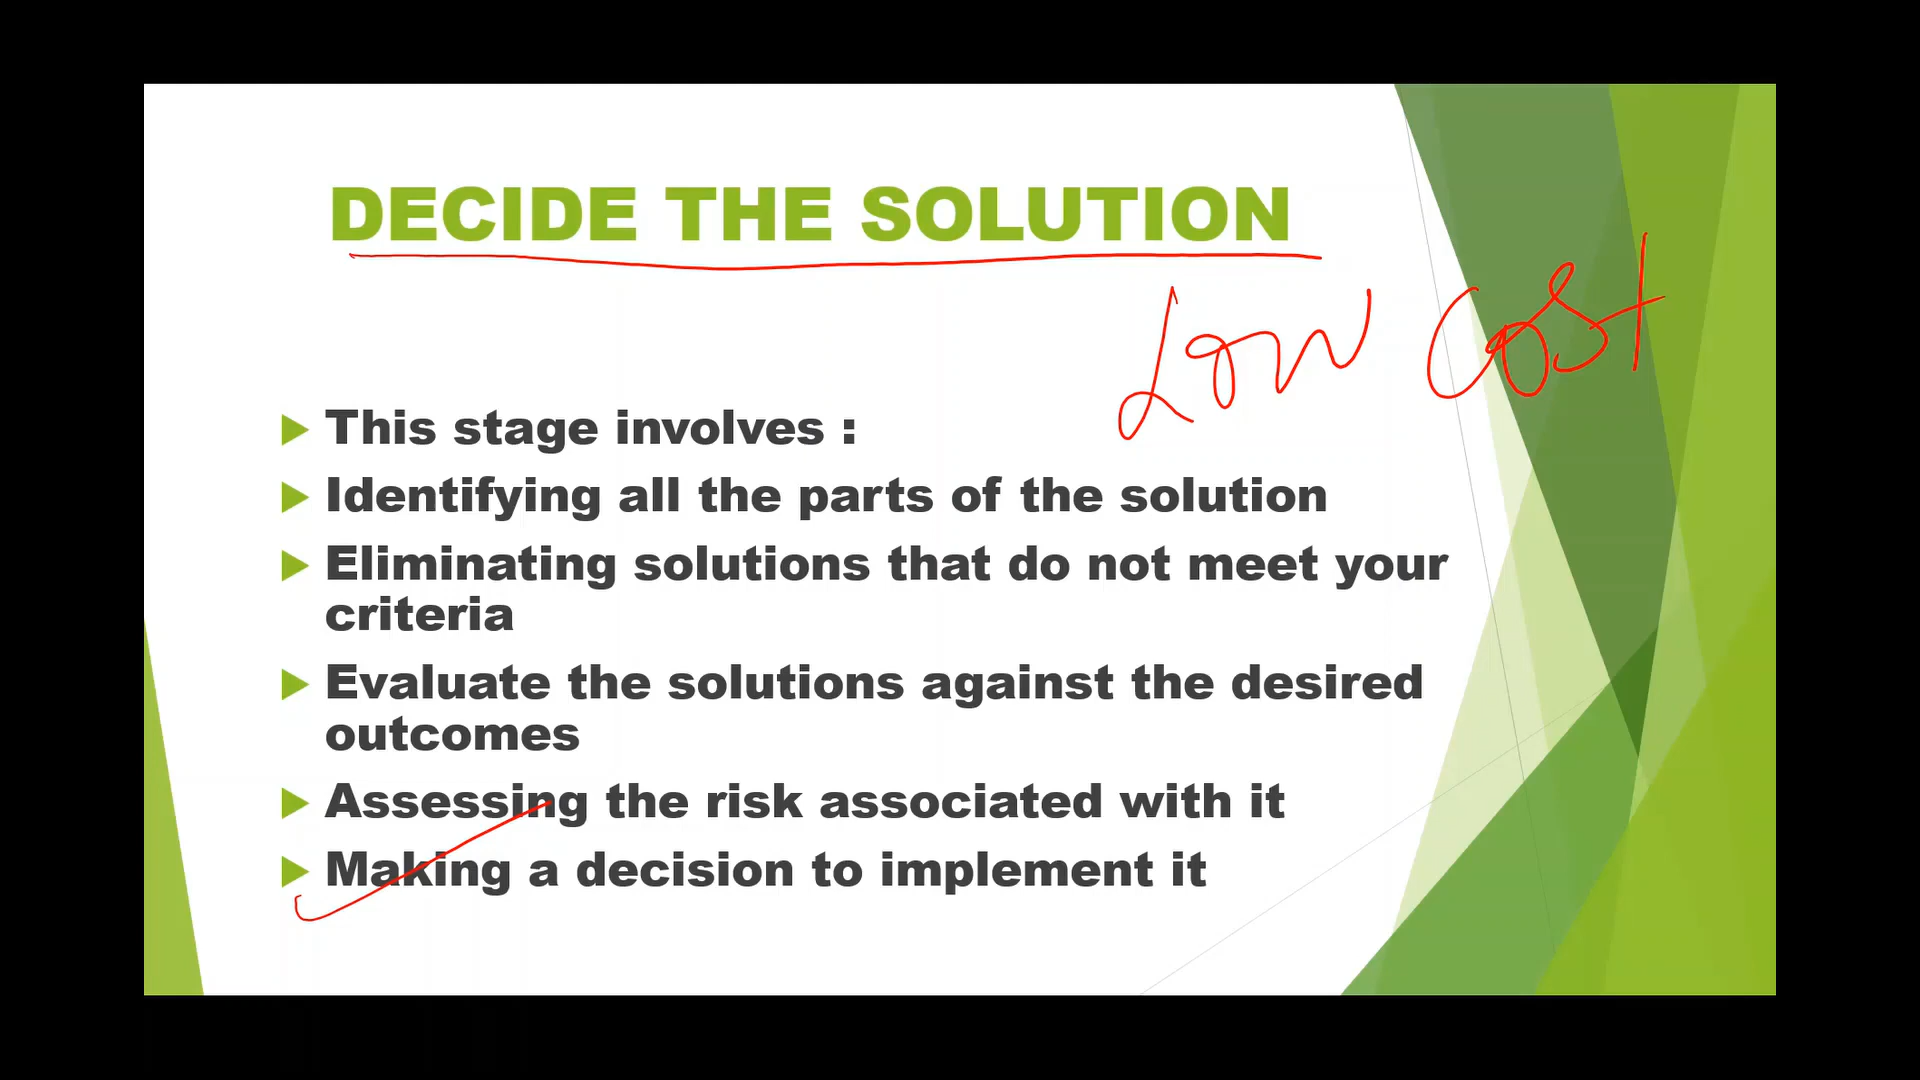 DECIDE THE SOLUTION
Low Cost
This stage involves :
Identifying all the parts of the solution
Eliminating solutions that do not meet your
criteria
Evaluate the solutions against the desired
outcomes
Assessing the risk associated with it
Making a decision to implement it